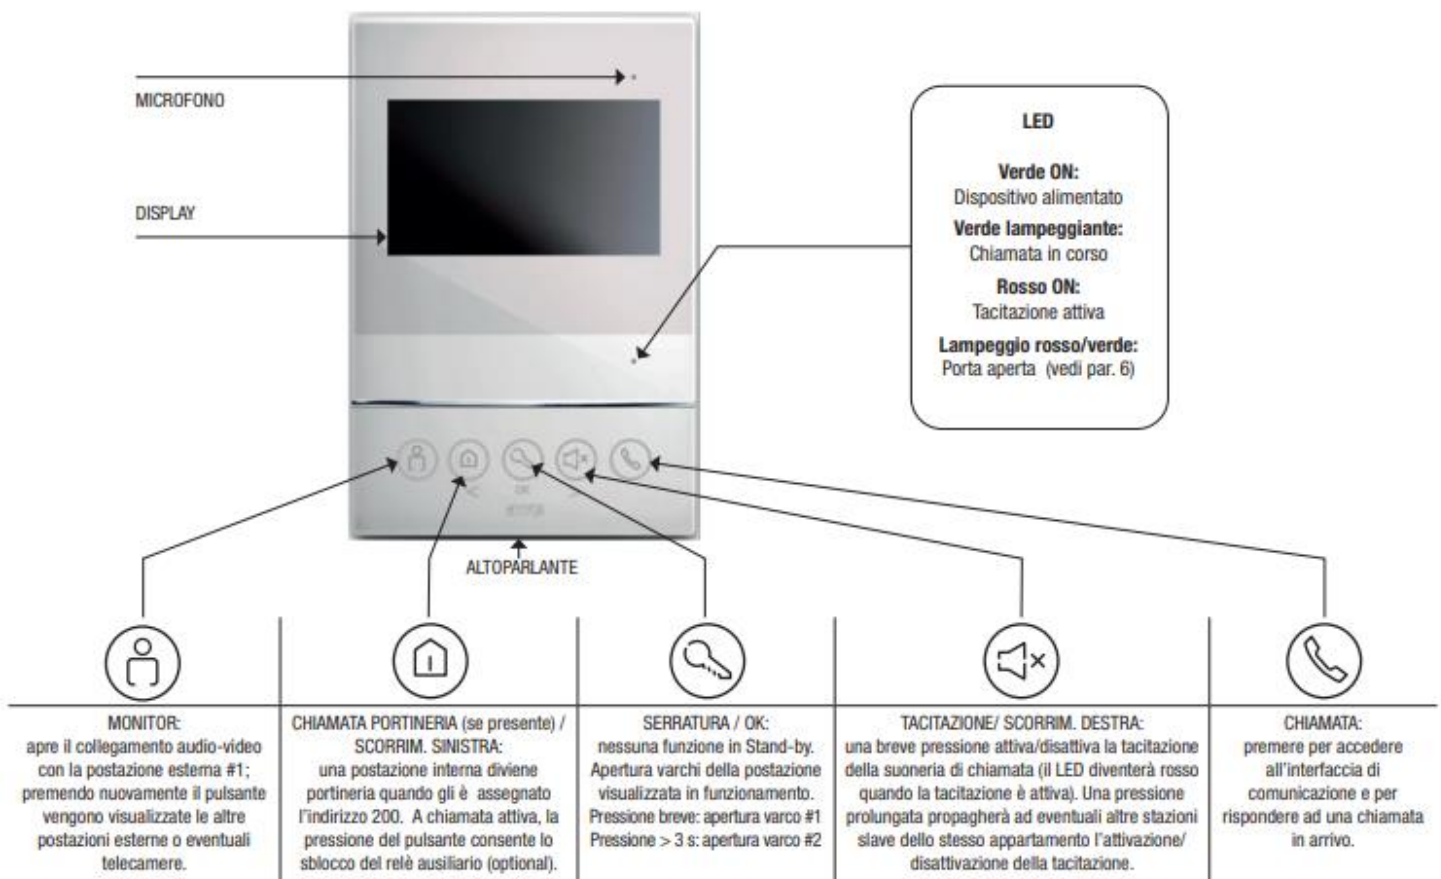 MICROFONO
DISPLAY
LED
Verde ON:
Dispositivo alimentato
Verde lampeggiante:
Chiamata in corso
Rosso ON:
Tacitazione attiva
Lampeggio rosso/verde:
Porta aperta (vedi par. 6)
OK
ALTOPARLANTE
MONITOR:
apre il collegamento audio-video
con la postazione esterna #1;
premendo nuovamente il pulsante
vengono visualizzate le altre
postazioni esterne o eventuali
telecamere.
CHIAMATA PORTINERIA (se presente) /
SCORRIM. SINISTRA:
una postazione interna diviene
portineria quando gli è assegnato
l'indirizzo 200. A chiamata attiva, la
pressione del pulsante consente lo
sblocco del relè ausiliario (optional).
SERRATURA / OK:
nessuna funzione in Stand-by.
Apertura varchi della postazione
visualizzata in funzionamento.
Pressione breve: apertura varco #1
Pressione > 3 s: apertura varco #2
TACITAZIONE/ SCORRIM. DESTRA:
una breve pressione attiva/disattiva la tacitazione
della suoneria di chiamata (il LED diventerà rosso
quando la tacitazione è attiva). Una pressione
prolungata propagherà ad eventuali altre stazioni
slave dello stesso appartamento l'attivazione/
disattivazione della tacitazione.
CHIAMATA:
premere per accedere
all'interfaccia di
comunicazione e per
rispondere ad una chiamata
in arrivo.